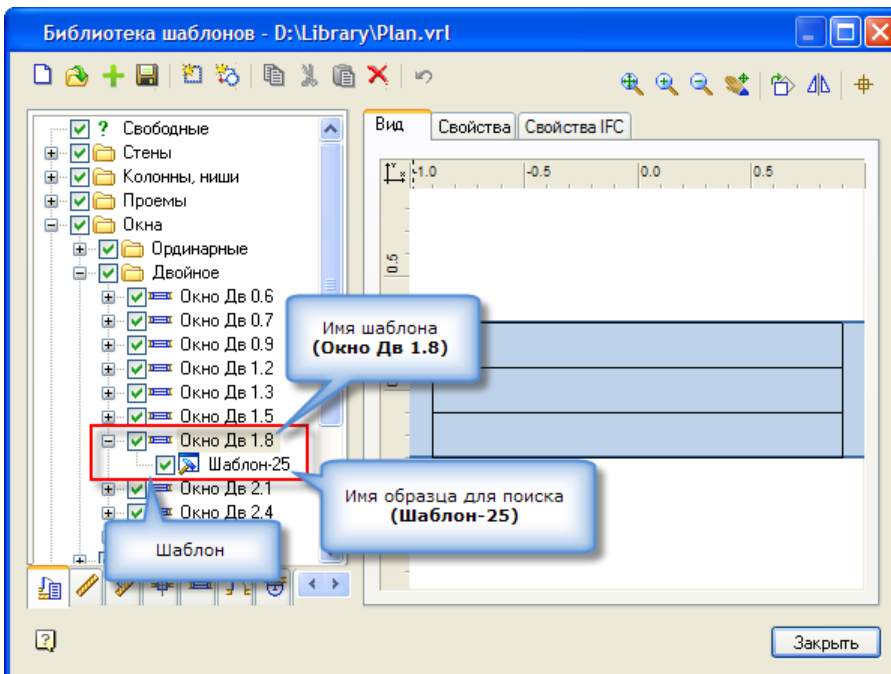 Библиотека шаблонов - D:\Library\Plan.vrl
Свободные
Стены
Колонны, ниши
Проемы
Окна
Ординарные
Двойное
Окно Дв 0.6
Окно Дв 0.7
Окно Дв 0.9
Окно Дв 1.2
Окно Дв 1.3
Окно Дв 1.5
Окно Дв 1.8
Шаблон-25
Окно Дв 2.1
Окно Дв 2.4
Вид Свойства Свойства IFC
-1.0 -0.5 0.0 0.5
0.5
Имя шаблона
(Окно Дв 1.8)
Имя образца для поиска
(Шаблон-25)
Шаблон
Закрыть